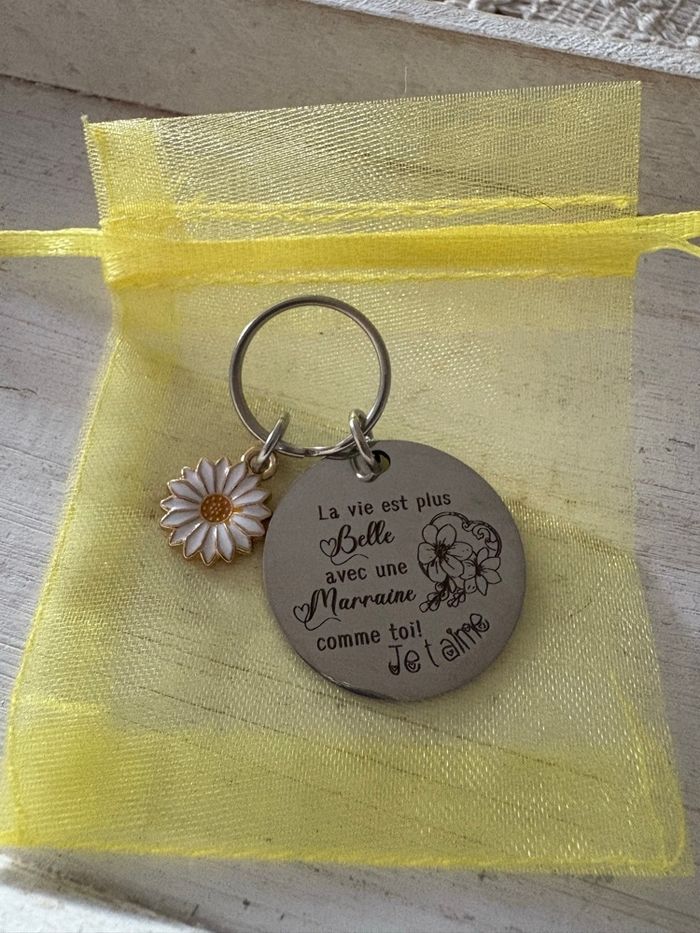 La vie est plus
Belle
avec une
Marraine
comme toi!
Je t'aime